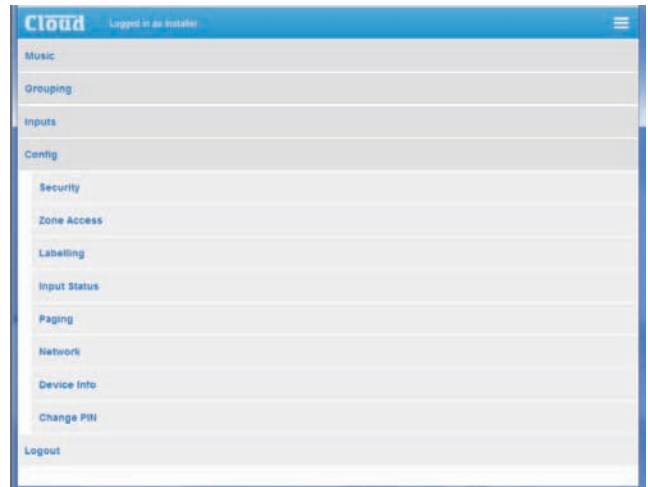 Cloud Logged in as installer
Music
Grouping
Inputs
Config
Security
Zone Access
Labelling
Input Status
Paging
Network
Device Info
Change PIN
Logout